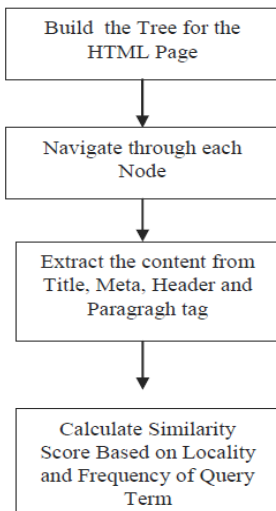 Build the Tree for the
HTML Page
Navigate through each
Node
Extract the content from
Title, Meta, Header and
Paragragh tag
Calculate Similarity
Score Based on Locality
and Frequency of Query
Term